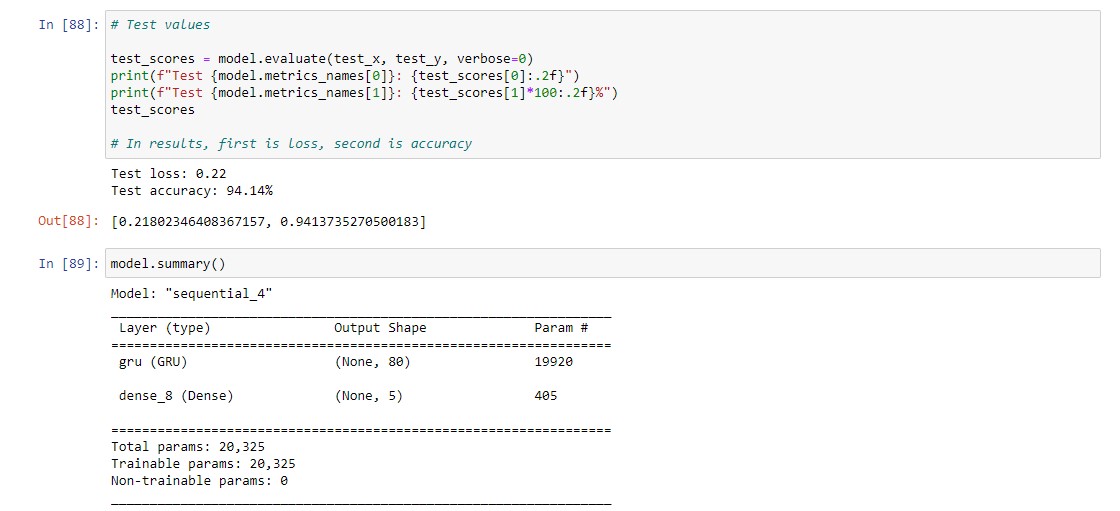 In [88]: # Test values
test_scores = model.evaluate(test_x, test_y, verbose=0)
print(f"Test {model.metrics_names[0]}: {test_scores[0]:.2f}")
print(f"Test {model.metrics_names[1]}: {test_scores[1]*100:.2f}%")
test_scores
# In results, first is loss, second is accuracy
Test loss: 0.22
Test accuracy: 94.14%
Out[88]: [0.21802346408367157, 0.9413735270500183]
In [89]: model.summary()
Model: "sequential_4"
Layer (type) Output Shape Param #
=================================================================
gru (GRU) (None, 80) 19920
dense_8 (Dense) (None, 5) 405
=================================================================
Total params: 20,325
Trainable params: 20,325
Non-trainable params: 0